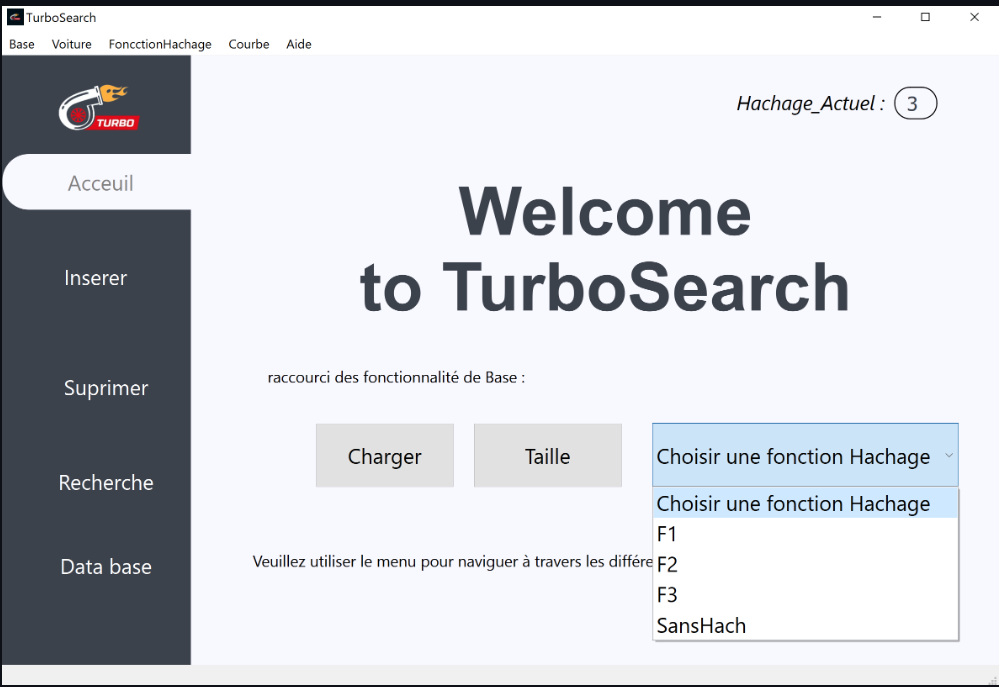 TurboSearch
Base Voiture FoncctionHachage Courbe Aide
TURBO
Hachage_Actuel : 3
Acceuil
Inserer
Suprimer
Recherche
Data base
Welcome
to TurboSearch
raccourci des fonctionnalité de Base :
Charger Taille Choisir une fonction Hachage
Choisir une fonction Hachage
F1
F2
F3
SansHach
Veuillez utiliser le menu pour naviguer à travers les différe